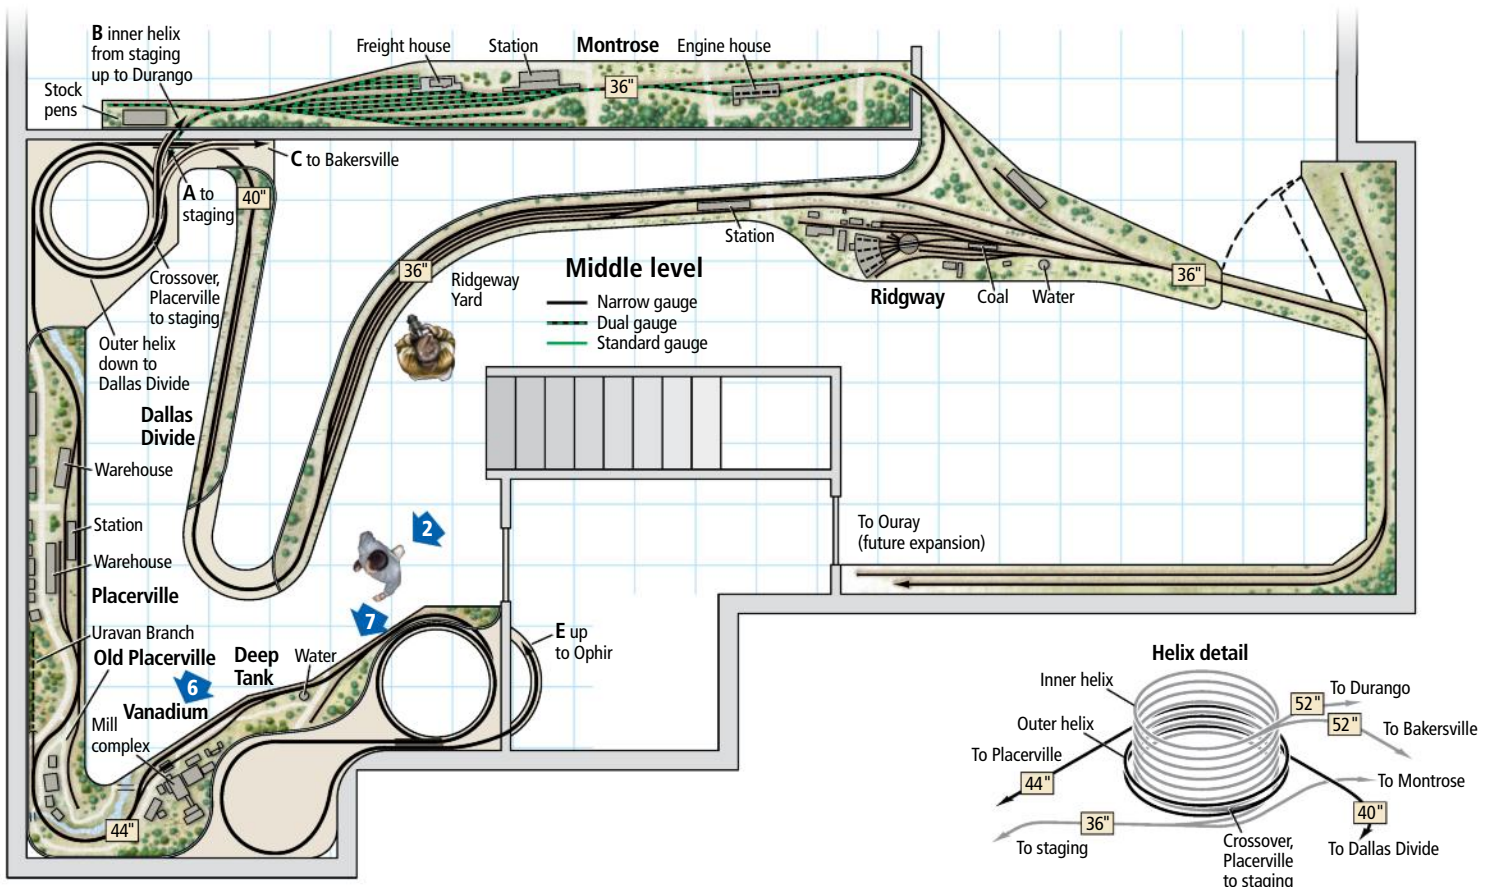 B inner helix
from staging
up to Durango
Stock
pens
Freight house
Station
Montrose
Engine house
36"
C to Bakersville
A to
staging
40"
Crossover,
Placerville
to staging
Outer helix
down to
Dallas Divide
Dallas
Divide
36"
Ridgeway
Yard
Station
Middle level
Narrow gauge
Dual gauge
Standard gauge
Ridgway
Coal
Water
36"
Warehouse
Station
Warehouse
Placerville
Uravan Branch
Old Placerville
2
7
6
Deep
Tank
Water
Vanadium
Mill
complex
44"
E up
to Ophir
To Ouray
(future expansion)
Helix detail
Inner helix
Outer helix
To Placerville
44"
36"
To staging
52"
To Durango
52"
To Bakersville
To Montrose
40"
To Dallas Divide
Crossover,
Placerville
to staging